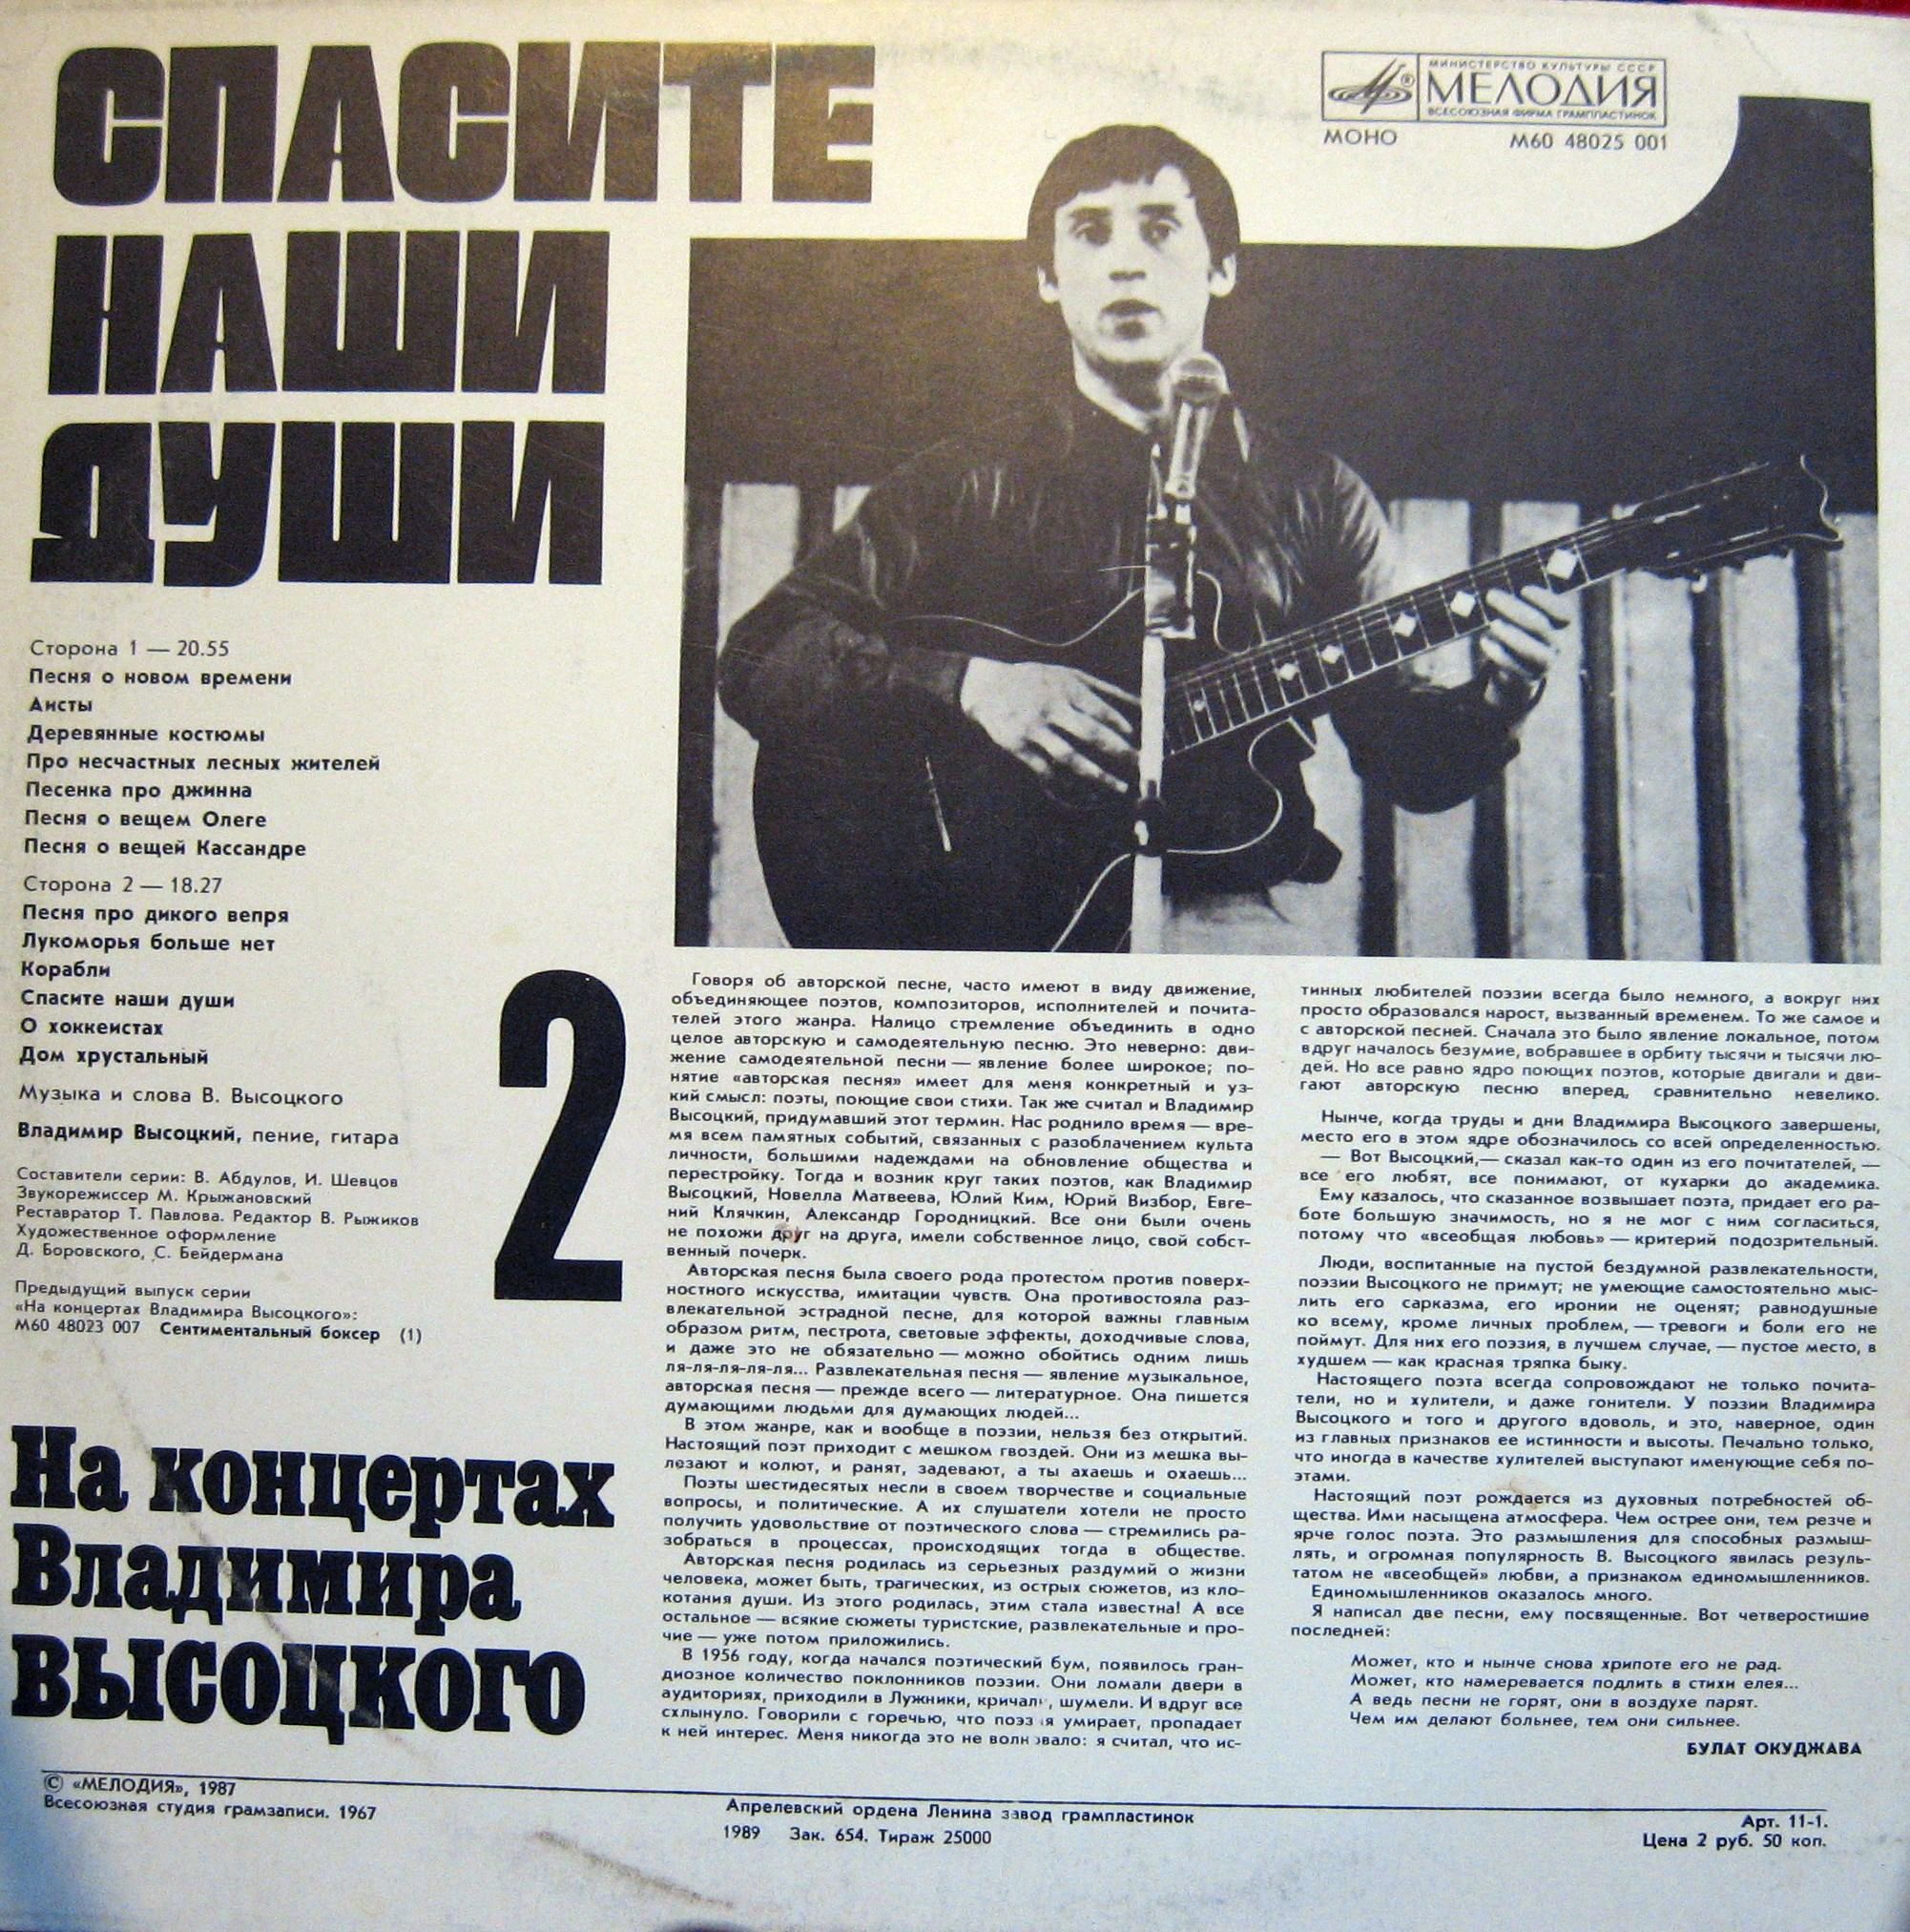 СПАСИТЕ
НАШИ
ДУШИ
МИНИСТЕРСТВО КУЛЬТУРЫ СССР
МЕЛОДИЯ
ВСЕСОЮЗНАЯ ФИРМА ГРАМПЛАСТИНОК
МОНО М60 48025 001
Сторона 1 — 20.55
Песня о новом времени
Аисты
Деревянные костюмы
Про несчастных лесных жителей
Песенка про джинна
Песня о вещем Олеге
Песня о вещей Кассандре
Сторона 2 — 18.27
Песня про дикого вепря
Лукоморья больше нет
Корабли
Спасите наши души
О хоккеистах
Дом хрустальный
Музыка и слова В. Высоцкого
Владимир Высоцкий, пение, гитара
Составители серии: В. Абдулов, И. Шевцов
Звукорежиссер М. Крыжановский
Реставратор Т. Павлова. Редактор В. Рыжиков
Художественное оформление
Д. Боровского, С. Бейдермана
Предыдущий выпуск серии
«На концертах Владимира Высоцкого»:
М60 48023 007 Сентиментальный боксер (1)
2
На концертах
Владимира
Высоцкого
Говоря об авторской песне, часто имеют в виду движение,
объединяющее поэтов, композиторов, исполнителей и почита-
телей этого жанра. Налицо стремление объединить в одно
целое авторскую и самодеятельную песню. Это неверно: дви-
жение самодеятельной песни — явление более широкое; по-
нятие «авторская песня» имеет для меня конкретный и уз-
кий смысл: поэты, поющие свои стихи. Так же считал и Владимир
Высоцкий, придумавший этот термин. Нас роднило время — вре-
мя всем памятных событий, связанных с разоблачением культа
личности, большими надеждами на обновление общества и
перестройку. Тогда и возник круг таких поэтов, как Владимир
Высоцкий, Новелла Матвеева, Юлий Ким, Юрий Визбор, Евге-
ний Клячкин, Александр Городницкий. Все они были очень
не похожи друг на друга, имели собственное лицо, свой собст-
венный почерк.
Авторская песня была своего рода протестом против поверх-
ностного искусства, имитации чувств. Она противостояла раз-
влекательной эстрадной песне, для которой важны главным
образом ритм, пестрота, световые эффекты, доходчивые слова,
и даже это не обязательно — можно обойтись одним лишь
ля-ля-ля-ля-ля... Развлекательная песня — явление музыкальное,
авторская песня — прежде всего — литературное. Она пишется
думающими людьми для думающих людей...
В этом жанре, как и вообще в поэзии, нельзя без открытий.
Настоящий поэт приходит с мешком гвоздей. Они из мешка вы-
лезают и колют, и ранят, задевают, а ты ахаешь и охаешь...
Поэты шестидесятых несли в своем творчестве и социальные
вопросы, и политические. А их слушатели хотели не просто
получить удовольствие от поэтического слова — стремились ра-
зобраться в процессах, происходящих тогда в обществе.
Авторская песня родилась из серьезных раздумий о жизни
человека, может быть, трагических, из острых сюжетов, из кло-
котания души. Из этого родилась, этим стала известна! А все
остальное — всякие сюжеты туристские, развлекательные и про-
чие — уже потом приложились.
В 1956 году, когда начался поэтический бум, появилось гран-
диозное количество поклонников поэзии. Они ломали двери в
аудиториях, приходили в Лужники, кричали, шумели. И вдруг все
схлынуло. Говорили с горечью, что поэзия умирает, пропадает
к ней интерес. Меня никогда это не волновало: я считал, что ис-
тинных любителей поэзии всегда было немного, а вокруг них
просто образовался нарост, вызванный временем. То же самое и
с авторской песней. Сначала это было явление локальное, потом
вдруг началось безумие, вобравшее в орбиту тысячи и тысячи лю-
дей. Но все равно ядро поющих поэтов, которые двигали и дви-
гают авторскую песню вперед, сравнительно невелико.
Нынче, когда труды и дни Владимира Высоцкого завершены,
место его в этом ядре обозначилось со всей определенностью.
— Вот Высоцкий,— сказал как-то один из его почитателей, —
все его любят, все понимают, от кухарки до академика.
Ему казалось, что сказанное возвышает поэта, придает его ра-
боте большую значимость, но я не мог с ним согласиться,
потому что «всеобщая любовь» — критерий подозрительный.
Люди, воспитанные на пустой бездумной развлекательности,
поэзии Высоцкого не примут; не умеющие самостоятельно мыс-
лить его сарказма, его иронии не оценят; равнодушные
ко всему, кроме личных проблем, — тревоги и боли его не
поймут. Для них его поэзия, в лучшем случае, — пустое место, в
худшем — как красная тряпка быку.
Настоящего поэта всегда сопровождают не только почита-
тели, но и хулители, и даже гонители. У поэзии Владимира
Высоцкого и того и другого вдоволь, и это, наверное, один
из главных признаков ее истинности и высоты. Печально только,
что иногда в качестве хулителей выступают именующие себя по-
этами.
Настоящий поэт рождается из духовных потребностей об-
щества. Ими насыщена атмосфера. Чем острее они, тем резче и
ярче голос поэта. Это размышления для способных размыш-
лять, и огромная популярность В. Высоцкого явилась резуль-
татом не «всеобщей» любви, а признаком единомышленников.
Единомышленников оказалось много.
Я написал две песни, ему посвященные. Вот четверостишие
последней:
Может, кто и нынче снова хрипоте его не рад.
Может, кто намеревается подлить в стихи елея...
А ведь песни не горят, они в воздухе парят.
Чем им делают больнее, тем они сильнее.
БУЛАТ ОКУДЖАВА
© «МЕЛОДИЯ», 1987
Всесоюзная студия грамзаписи. 1967
Апрелевский ордена Ленина завод грампластинок
1989 Зак. 654. Тираж 25000
Арт. 11-1.
Цена 2 руб. 50 коп.